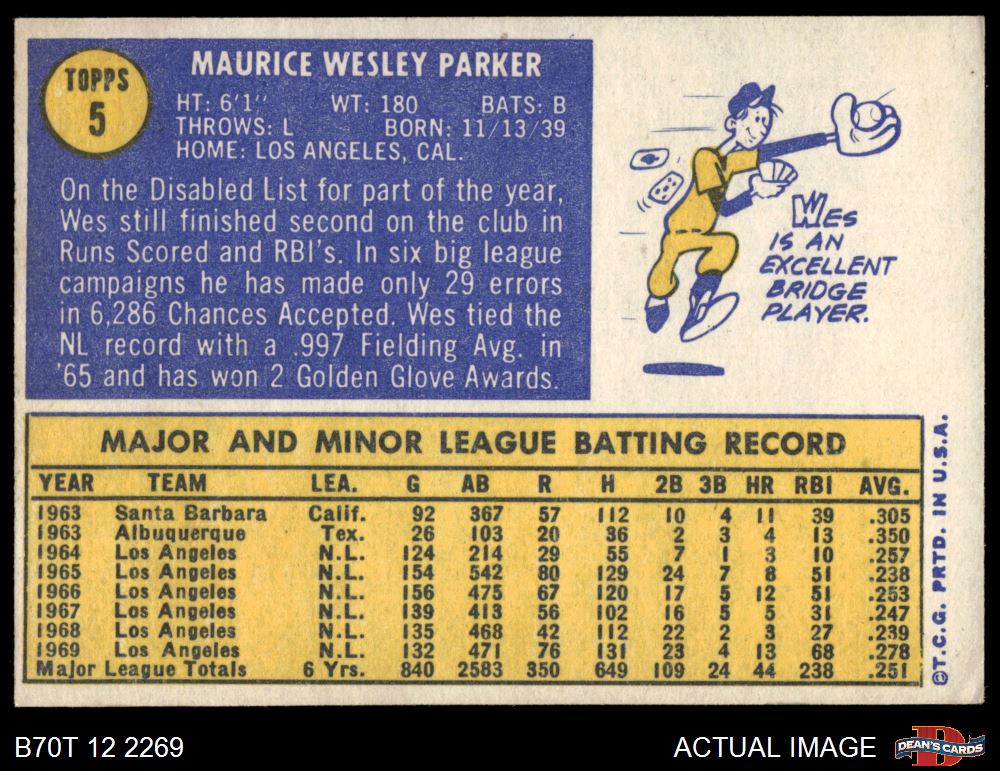 TOPPS
5
MAURICE WESLEY PARKER
HT: 6'1" WT: 180 BATS: B
THROWS: L BORN: 11/13/39
HOME: LOS ANGELES, CAL.
On the Disabled List for part of the year,
Wes still finished second on the club in
Runs Scored and RBI's. In six big league
campaigns he has made only 29 errors
in 6,286 Chances Accepted. Wes tied the
NL record with a .997 Fielding Avg. in
'65 and has won 2 Golden Glove Awards.
WES
IS AN
EXCELLENT
BRIDGE
PLAYER.
MAJOR AND MINOR LEAGUE BATTING RECORD
YEAR TEAM LEA. G AB R H 2B 3B HR RBI AVG.
1963 Santa Barbara Calif. 92 367 57 112 10 4 11 39 .305
1963 Albuquerque Tex. 26 103 20 36 2 3 4 13 .350
1964 Los Angeles N.L. 124 214 29 55 7 1 3 10 .257
1965 Los Angeles N.L. 154 542 80 129 24 7 8 51 .238
1966 Los Angeles N.L. 156 475 67 120 17 5 12 51 .253
1967 Los Angeles N.L. 139 413 56 102 16 5 5 31 .247
1968 Los Angeles N.L. 135 468 42 112 22 2 3 27 .239
1969 Los Angeles N.L. 132 471 76 131 23 4 13 68 .278
Major League Totals 6 Yrs. 840 2583 350 649 109 24 44 238 .251
©T.C.G. PRTD. IN U.S.A.
B70T 12 2269
ACTUAL IMAGE
DEAN'S CARDS